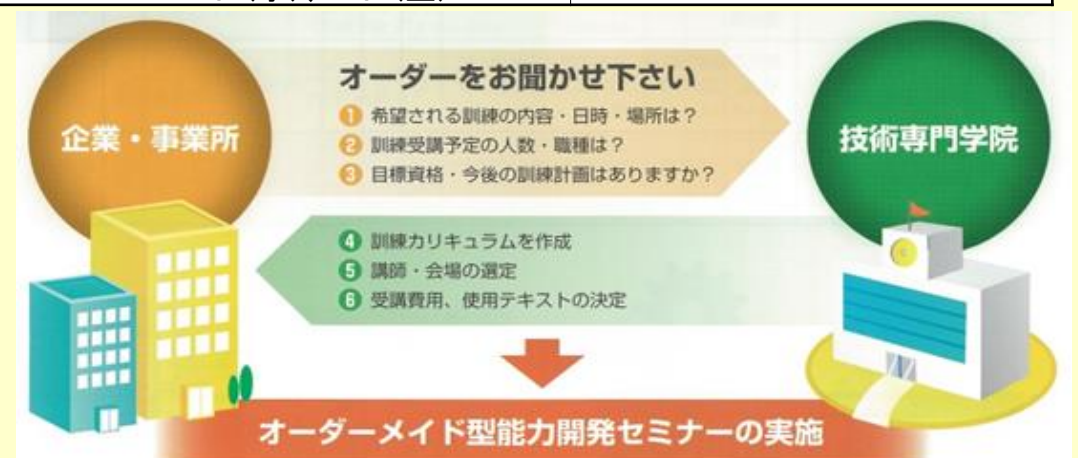 企業・事業所
オーダーをお聞かせ下さい
1 希望される訓練の内容・日時・場所は？
2 訓練受講予定の人数・職種は？
3 目標資格・今後の訓練計画はありますか？
技術専門学院
4 訓練カリキュラムを作成
5 講師・会場の選定
6 受講費用、使用テキストの決定
オーダーメイド型能力開発セミナーの実施